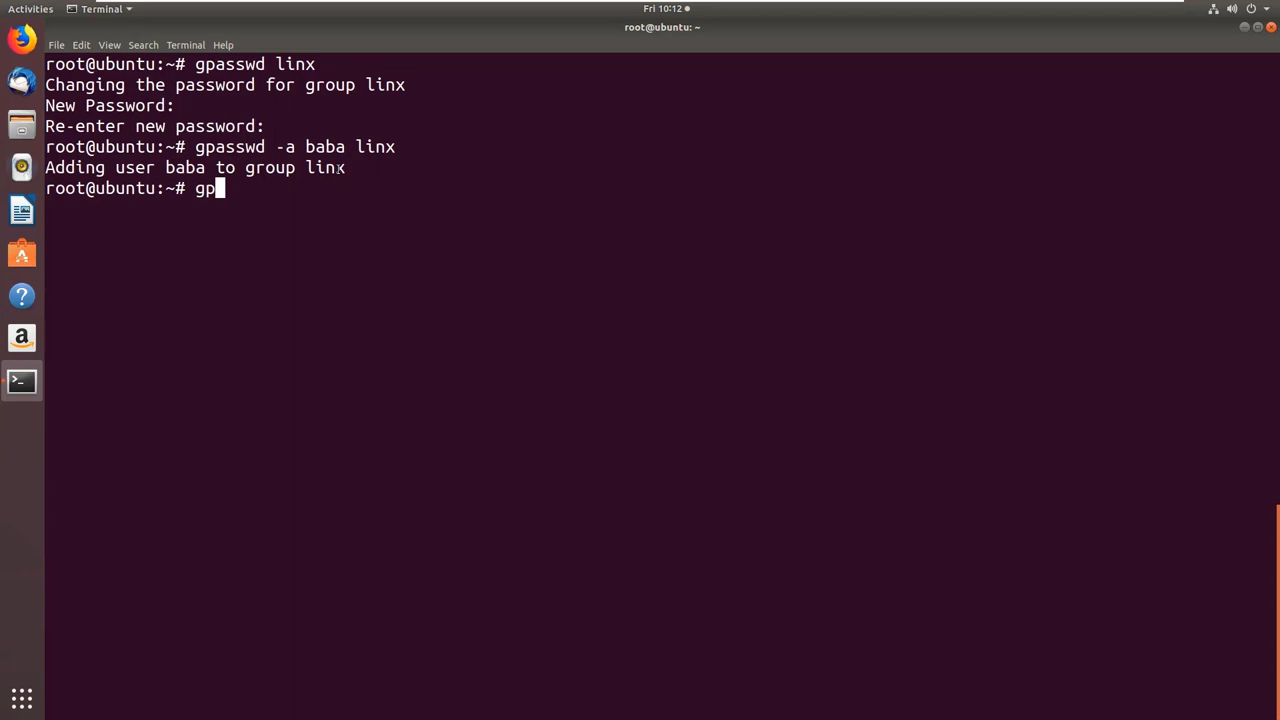 Activities
Terminal
Fri 10:12
root@ubuntu: ~
File Edit View Search Terminal Help
root@ubuntu:~# gpasswd linx
Changing the password for group linx
New Password:
Re-enter new password:
root@ubuntu:~# gpasswd -a baba linx
Adding user baba to group linx
root@ubuntu:~# gp